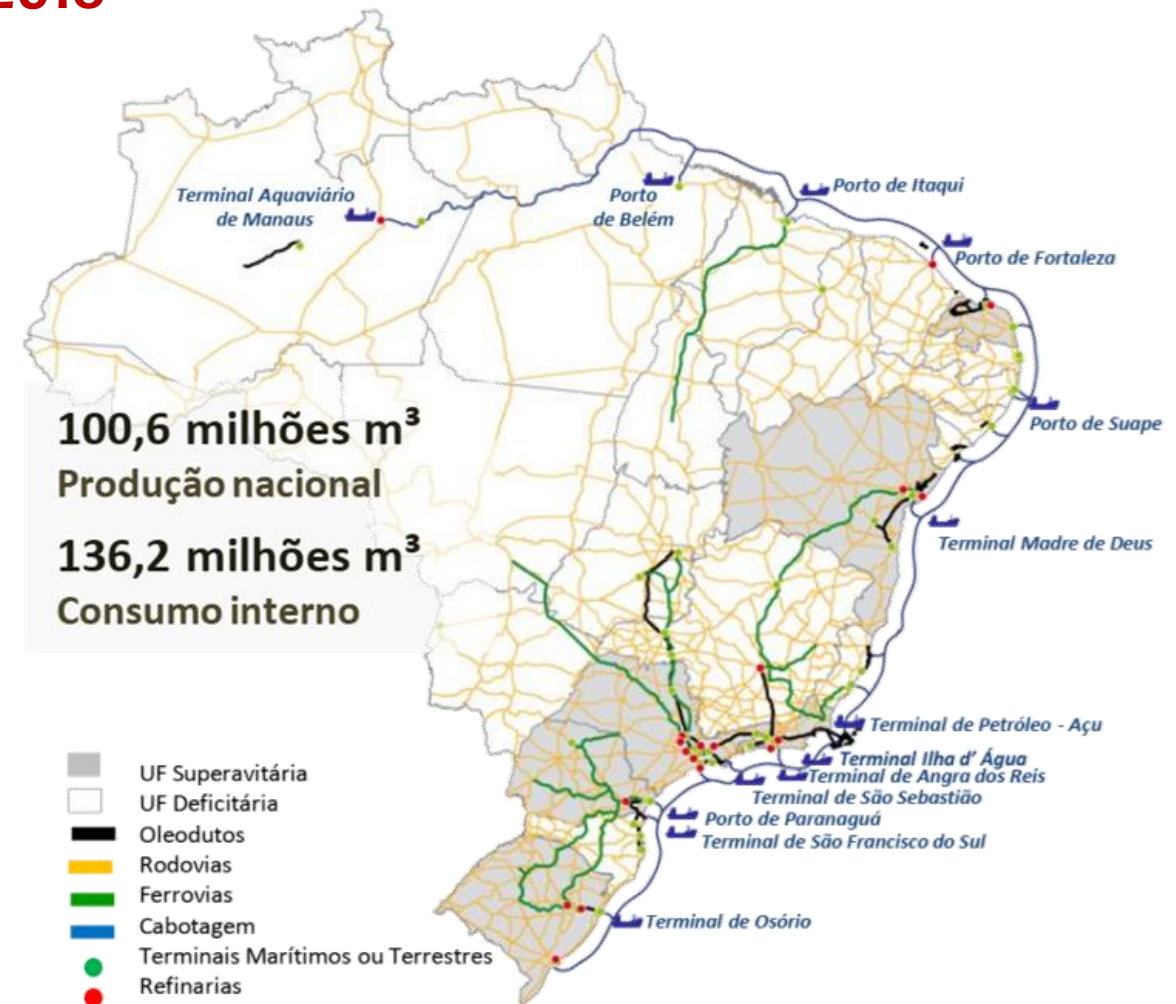 Terminal Aquaviário
de Manaus
Porto
de Belém
Porto de Itaqui
Porto de Fortaleza
Porto de Suape
Terminal Madre de Deus
100,6 milhões m³
Produção nacional
136,2 milhões m³
Consumo interno
Terminal de Petróleo - Açu
Terminal Ilha d' Água
Terminal de Angra dos Reis
Terminal de São Sebastião
Porto de Paranaguá
Terminal de São Francisco do Sul
Terminal de Osório
UF Superavitária
UF Deficitária
Oleodutos
Rodovias
Ferrovias
Cabotagem
Terminais Marítimos ou Terrestres
Refinarias